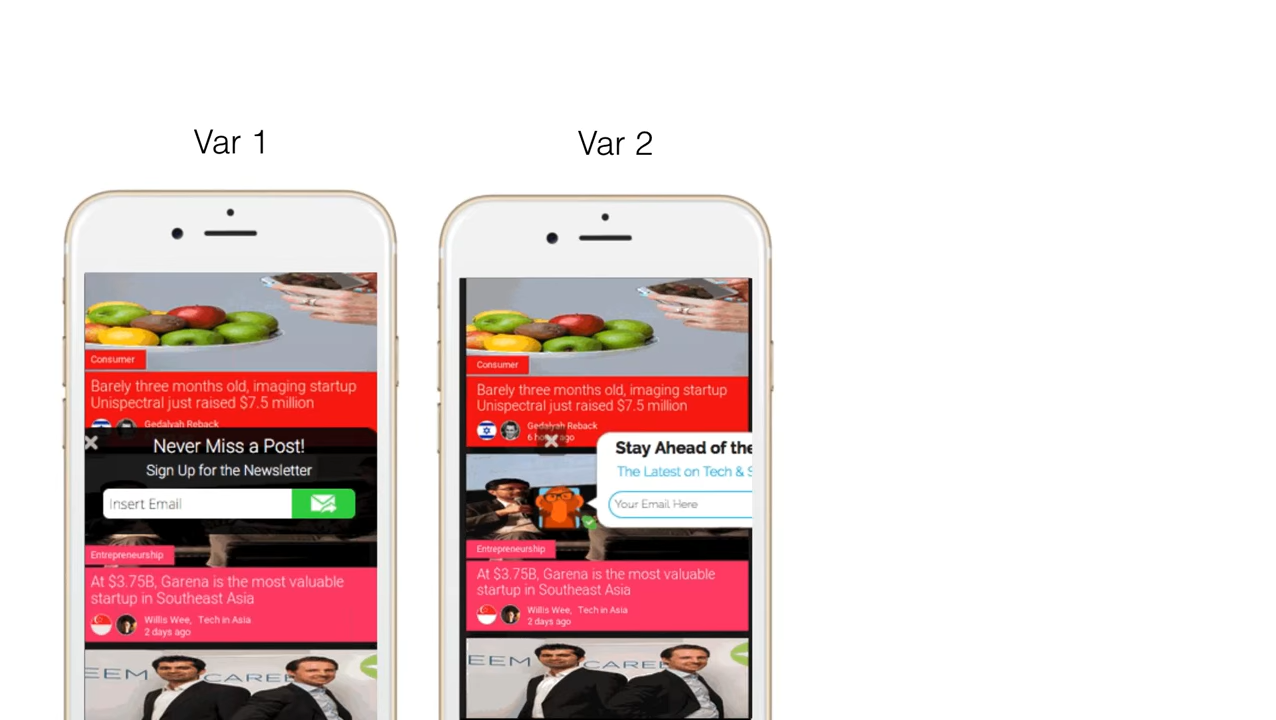 Var 1
Consumer
Barely three months old, imaging startup
Unispectral just raised $7.5 million
Gedalyah Reback
Never Miss a Post!
Sign Up for the Newsletter
Insert Email
Entrepreneurship
At $3.75B, Garena is the most valuable
startup in Southeast Asia
Willis Wee, Tech in Asia
2 days ago
EEM CAREE
Var 2
Consumer
Barely three months old, imaging startup
Unispectral just raised $7.5 million
Gedalyah Reback
ago
Stay Ahead of the
The Latest on Tech & S
Your Email Here
Entrepreneurship
At $3.75B, Garena is the most valuable
startup in Southeast Asia
Willis Wee, Tech in Asia
2 days ago
EEM CAREE